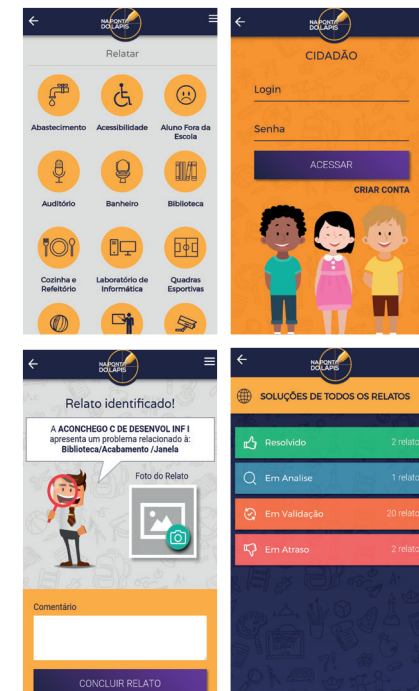 NA PONTA
DO LÁPIS
Relatar
Abastecimento
Acessibilidade
Aluno Fora da
Escola
Auditório
Banheiro
Biblioteca
Cozinha e
Refeitório
Laboratório de
Informática
Quadras
Esportivas
NA PONTA
DO LÁPIS
CIDADÃO
Login
Senha
ACESSAR
CRIAR CONTA
NA PONTA
DO LÁPIS
Relato identificado!
A ACONCHEGO C DE DESENVOL INF I
apresenta um problema relacionado à:
Biblioteca/Acabamento /Janela
Foto do Relato
Comentário
CONCLUIR RELATO
NA PONTA
DO LÁPIS
SOLUÇÕES DE TODOS OS RELATOS
Resolvido 2 relato
Em Analise 1 relato
Em Validação 20 relato
Em Atraso 2 relato